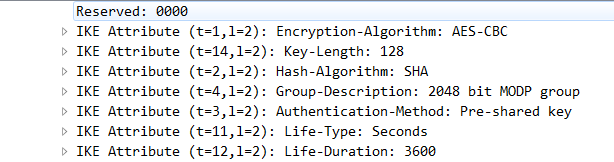 Reserved: 0000
IKE Attribute (t=1,l=2): Encryption-Algorithm: AES-CBC
IKE Attribute (t=14,l=2): Key-Length: 128
IKE Attribute (t=2,l=2): Hash-Algorithm: SHA
IKE Attribute (t=4,l=2): Group-Description: 2048 bit MODP group
IKE Attribute (t=3,l=2): Authentication-Method: Pre-shared key
IKE Attribute (t=11,l=2): Life-Type: Seconds
IKE Attribute (t=12,l=2): Life-Duration: 3600